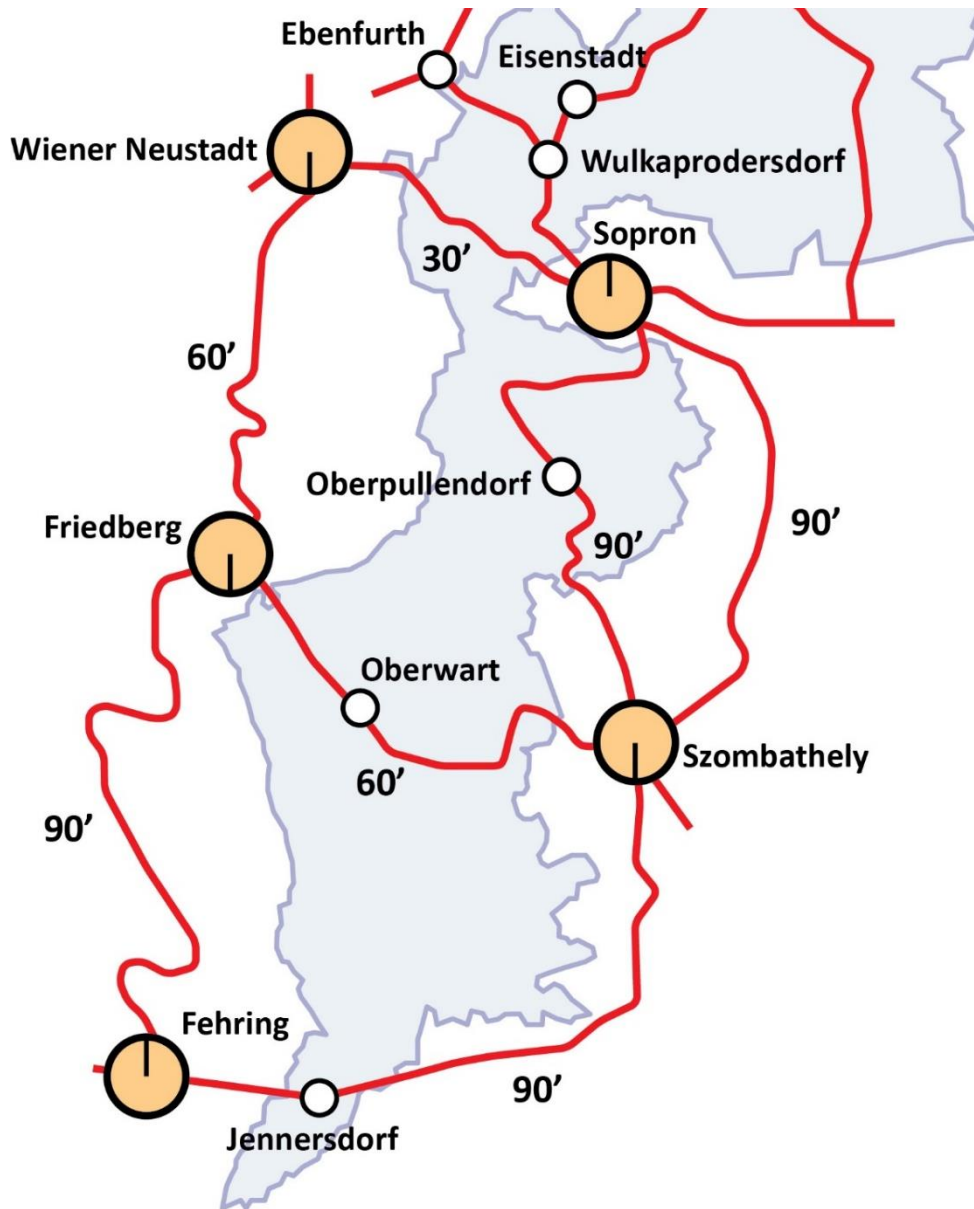 Ebenfurth
Eisenstadt
Wiener Neustadt
Wulkaprodersdorf
Sopron
30’
60’
Oberpullendorf
90’
90’
Friedberg
Oberwart
Szombathely
60’
90’
Fehring
90’
Jennersdorf